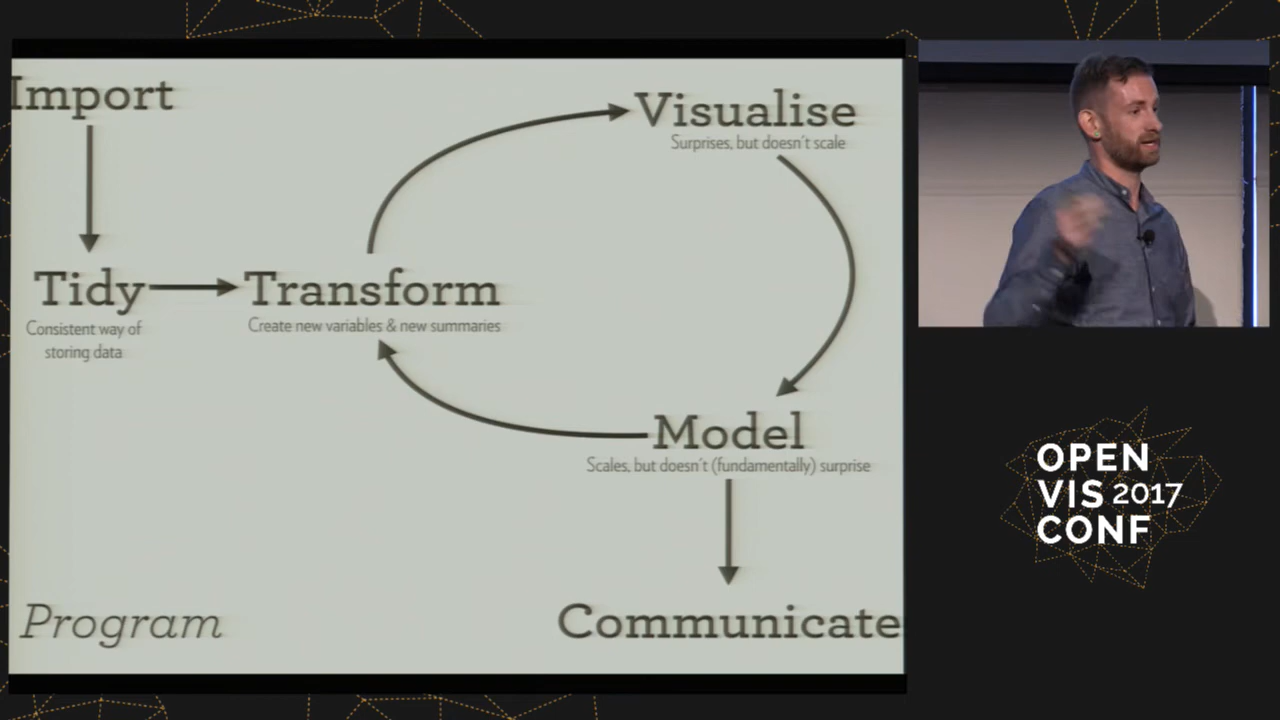 Import
Visualise
Surprises, but doesn't scale
Tidy
Consistent way of
storing data
Transform
Create new variables & new summaries
Model
Scales, but doesn't (fundamentally) surprise
Program
Communicate
OPEN
VIS 2017
CONF